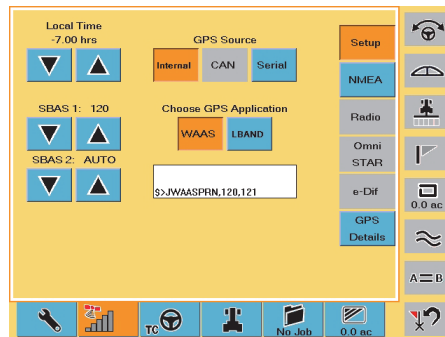 Local Time
-7.00 hrs
GPS Source
Internal
CAN
Serial
SBAS 1: 120
Choose GPS Application
WAAS
LBAND
SBAS 2: AUTO
$>JWAASPRN,120,121
Setup
NMEA
Radio
Omni
STAR
e-Dif
GPS
Details
0.0 ac
A=B
TC
No Job
0.0 ac